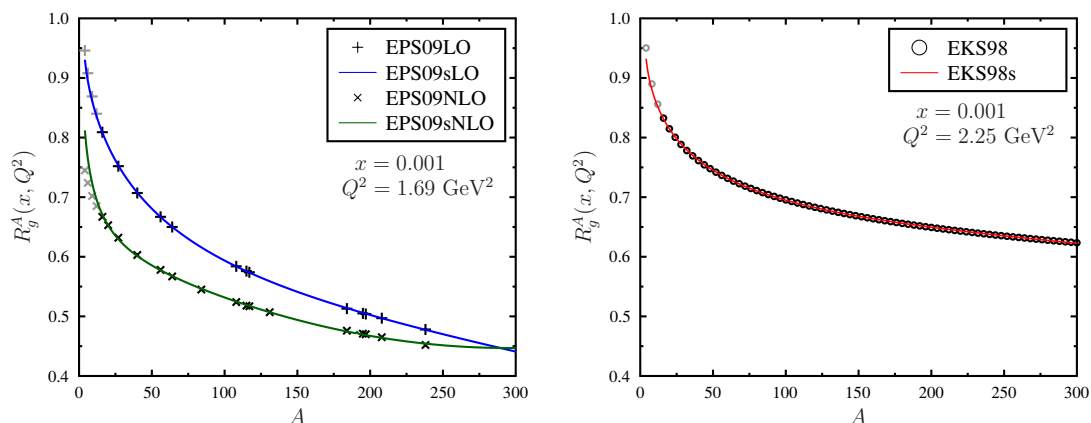 1.0
0.9
0.8
0.7
0.6
0.5
0.4
R_g^A(x, Q^2)
0 50 100 150 200 250 300
A
EPS09LO
EPS09sLO
EPS09NLO
EPS09sNLO
x = 0.001
Q^2 = 1.69 GeV^2
1.0
0.9
0.8
0.7
0.6
0.5
0.4
R_g^A(x, Q^2)
0 50 100 150 200 250 300
A
EKS98
EKS98s
x = 0.001
Q^2 = 2.25 GeV^2